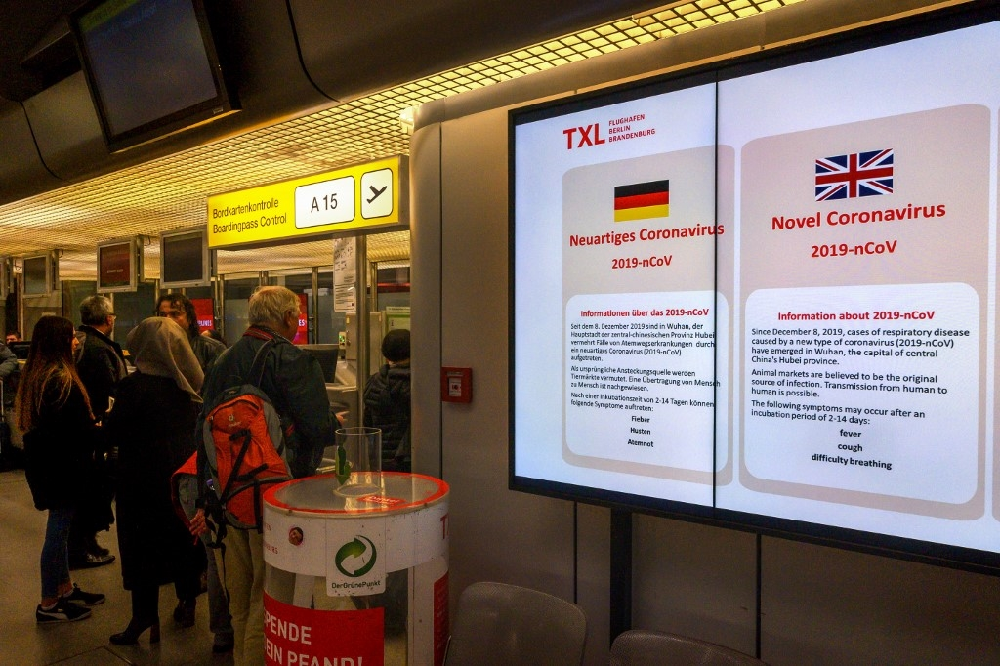 TXL FLUGHAFEN
BERLIN
BRANDENBURG
Bordkartenkontrolle
Boardingpass Control
A 15
Neuartiges Coronavirus
2019-nCoV
Informationen über das 2019-nCoV
Seit dem 8. Dezember 2019 sind in Wuhan, der
Hauptstadt der zentral-chinesischen Provinz Hubei
vermehrt Fälle von Atemwegserkrankungen durch
ein neuartiges Coronavirus (2019-nCoV)
aufgetreten.
Als ursprüngliche Ansteckungsquelle werden
Tiermärkte vermutet. Eine Übertragung von Mensch
zu Mensch ist nachgewiesen.
Nach einer Inkubationszeit von 2-14 Tagen können
folgende Symptome auftreten:
Fieber
Husten
Atemnot
Novel Coronavirus
2019-nCoV
Information about 2019-nCoV
Since December 8, 2019, cases of respiratory disease
caused by a new type of coronavirus (2019-nCoV)
have emerged in Wuhan, the capital of central
China's Hubei province.
Animal markets are believed to be the original
source of infection. Transmission from human to
human is possible.
The following symptoms may occur after an
incubation period of 2-14 days:
fever
cough
difficulty breathing
DerGrünePunkt
PENDE
EIN PFAND!